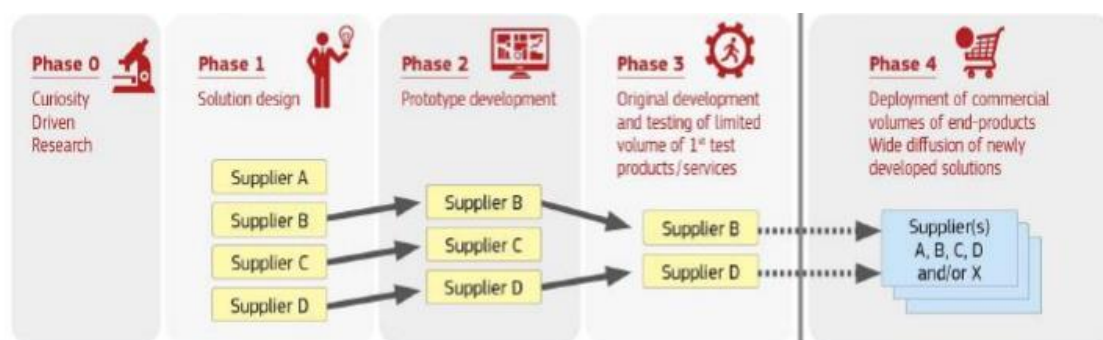 Phase 0
Curiosity
Driven
Research
Phase 1
Solution design
Supplier A
Supplier B
Supplier C
Supplier D
Phase 2
Prototype development
Supplier B
Supplier C
Supplier D
Phase 3
Original development
and testing of limited
volume of 1st test
products/services
Supplier B
Supplier D
Phase 4
Deployment of commercial
volumes of end-products
Wide diffusion of newly
developed solutions
Supplier(s)
A, B, C, D
and/or X